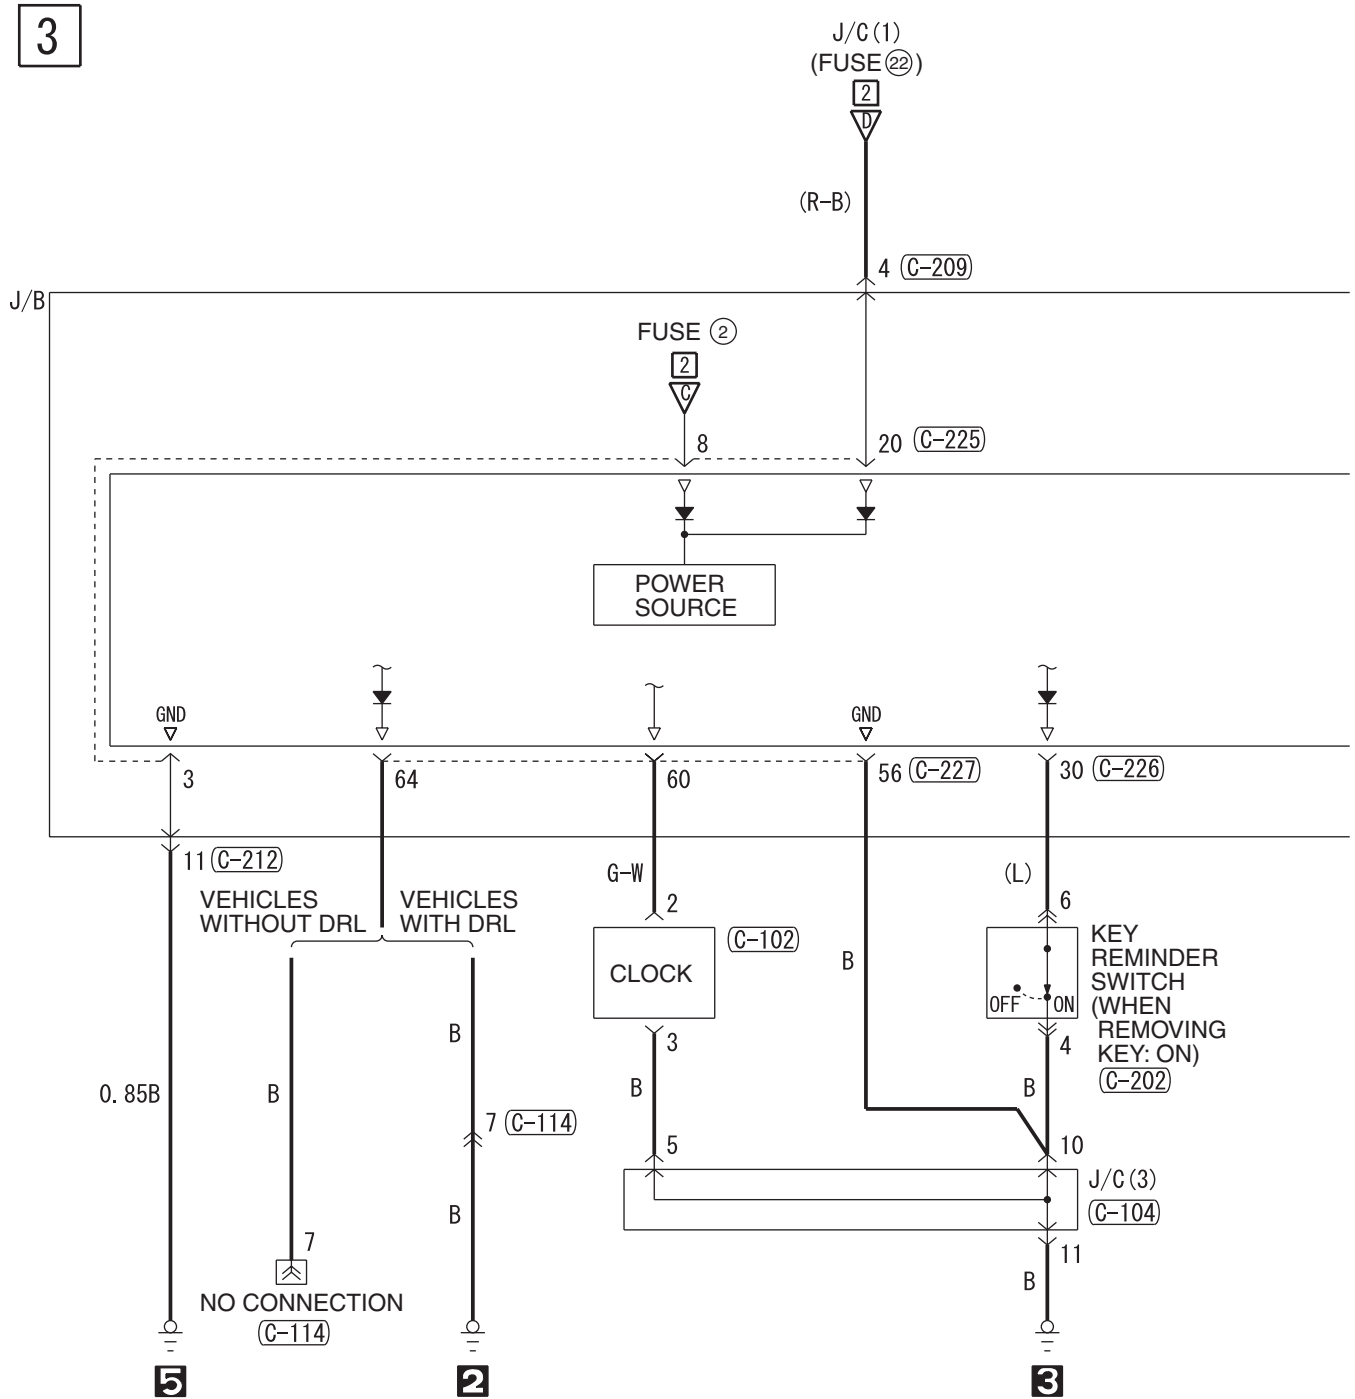 3
J/C(1)
(FUSE 22)
2
D
(R-B)
4 (C-209)
J/B
FUSE 2
2
C
8
20 (C-225)
POWER
SOURCE
GND
GND
3
64
60
56 (C-227)
30 (C-226)
11 (C-212)
VEHICLES
WITHOUT DRL
VEHICLES
WITH DRL
G-W
2
(C-102)
CLOCK
3
B
(L)
6
KEY
REMINDER
SWITCH
(WHEN
REMOVING
KEY: ON)
(C-202)
OFF
ON
4
0.85B
B
B
7 (C-114)
B
B
B
5
10
J/C(3)
(C-104)
11
B
7
NO CONNECTION
(C-114)
5
2
3